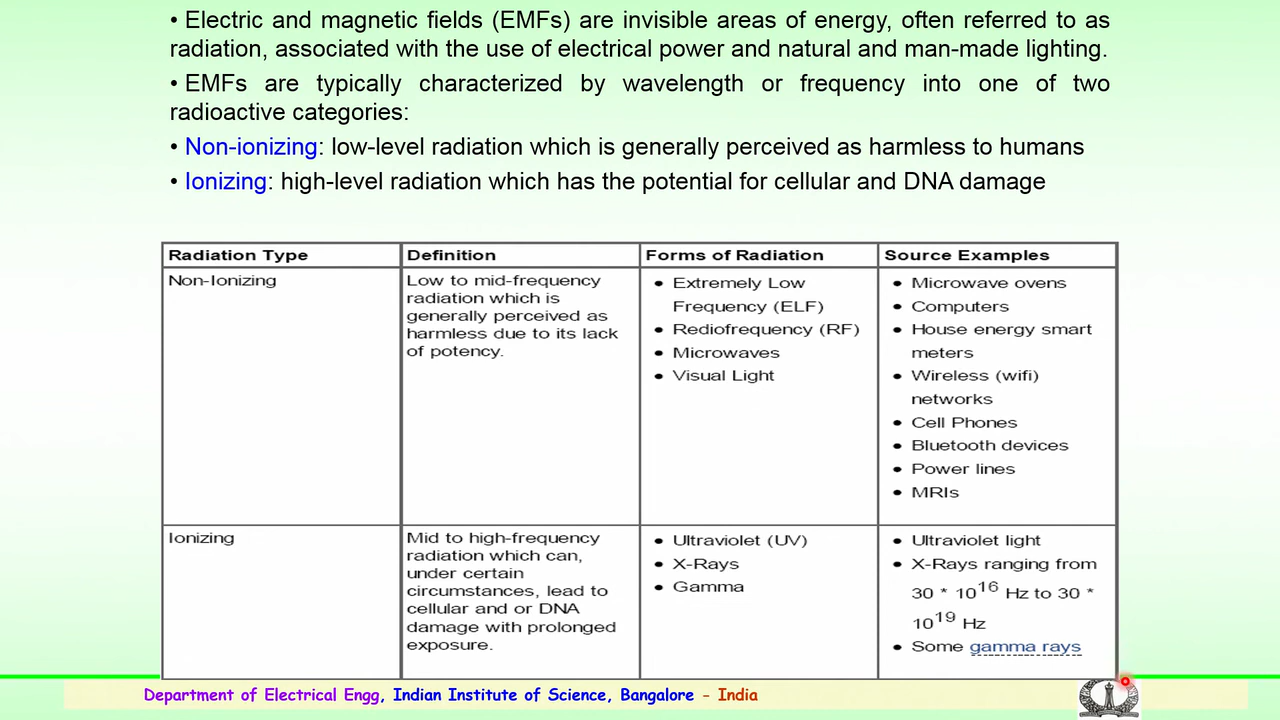 • Electric and magnetic fields (EMFs) are invisible areas of energy, often referred to as
radiation, associated with the use of electrical power and natural and man-made lighting.
• EMFs are typically characterized by wavelength or frequency into one of two
radioactive categories:
• Non-ionizing: low-level radiation which is generally perceived as harmless to humans
• Ionizing: high-level radiation which has the potential for cellular and DNA damage
Radiation Type
Definition
Forms of Radiation
Source Examples
Non-Ionizing
Low to mid-frequency
radiation which is
generally perceived as
harmless due to its lack
of potency.
• Extremely Low
Frequency (ELF)
• Rediofrequency (RF)
• Microwaves
• Visual Light
• Microwave ovens
• Computers
• House energy smart
meters
• Wireless (wifi)
networks
• Cell Phones
• Bluetooth devices
• Power lines
• MRIs
Ionizing
Mid to high-frequency
radiation which can,
under certain
circumstances, lead to
cellular and or DNA
damage with prolonged
exposure.
• Ultraviolet (UV)
• X-Rays
• Gamma
• Ultraviolet light
• X-Rays ranging from
30 * 10^16 Hz to 30 *
10^19 Hz
• Some gamma rays
Department of Electrical Engg, Indian Institute of Science, Bangalore - India